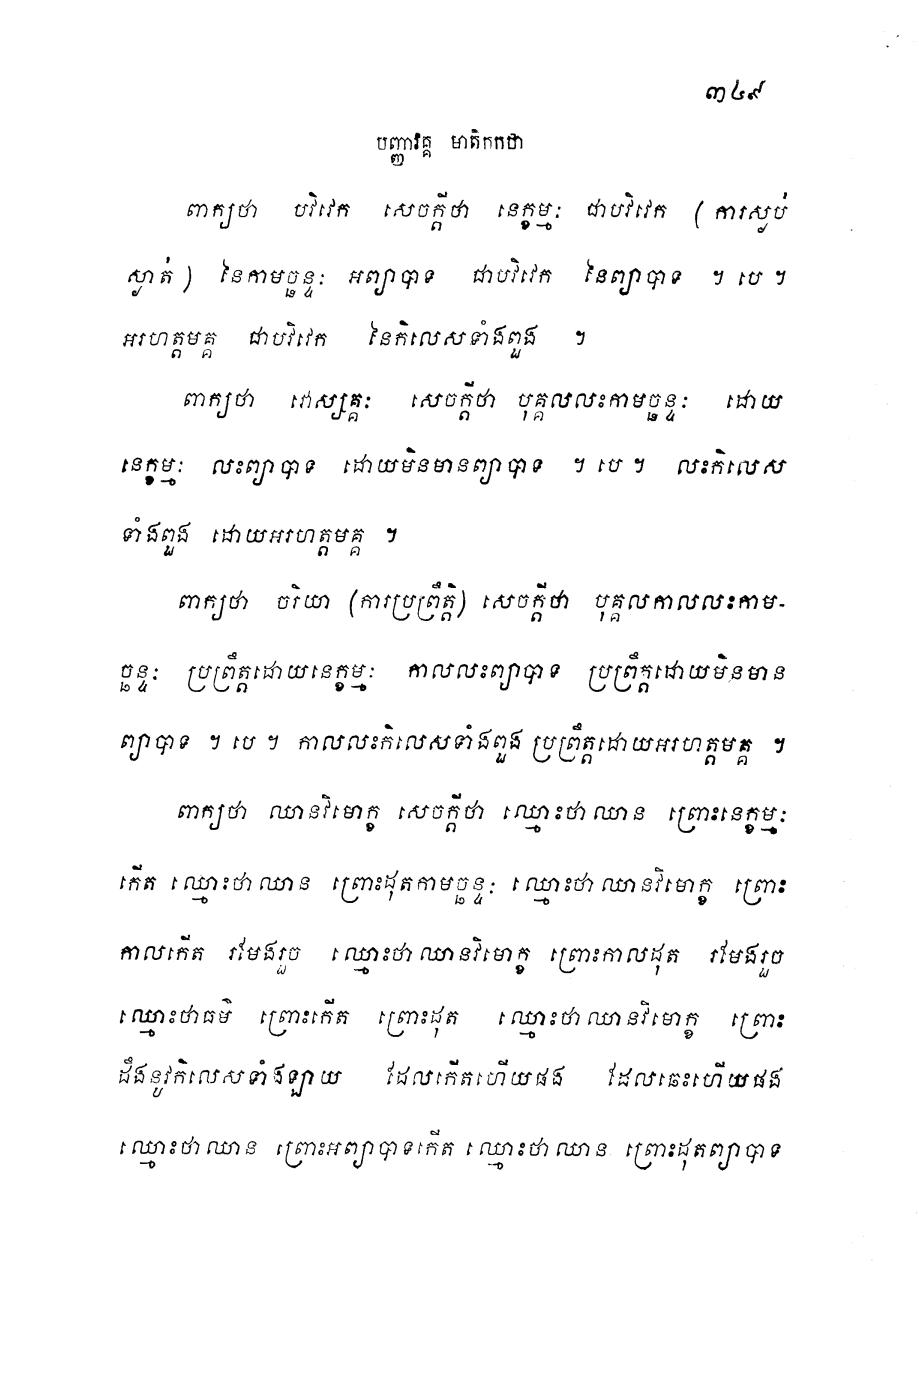 ៣៤៩
បញ្ញាវគ្គ មាតិកកថា
ពាក្យថា បវិវេក សេចក្តីថា នេក្ខម្មៈ ជាបវិវេក (ការស្ងប់
ស្ងាត់) នៃកាមច្ឆន្ទៈ អព្យាបាទ ជាបវិវេក នៃព្យាបាទ ។ បេ ។
អរហត្តមគ្គ ជាបវិវេក នៃកិលេសទាំងពួង ។
ពាក្យថា វោស្សគ្គៈ សេចក្តីថា បុគ្គលលះកាមច្ឆន្ទៈ ដោយ
នេក្ខម្មៈ លះព្យាបាទ ដោយមិនមានព្យាបាទ ។ បេ ។ លះកិលេស
ទាំងពួង ដោយអរហត្តមគ្គ ។
ពាក្យថា ចរិយា (ការប្រព្រឹត្តិ) សេចក្តីថា បុគ្គលកាលលះកាម-
ច្ឆន្ទៈ ប្រព្រឹត្តដោយនេក្ខម្មៈ កាលលះព្យាបាទ ប្រព្រឹត្តដោយមិនមាន
ព្យាបាទ ។ បេ ។ កាលលះកិលេសទាំងពួង ប្រព្រឹត្តដោយអរហត្តមគ្គ ។
ពាក្យថា ឈានវិមោក្ខ សេចក្តីថា ឈ្មោះថាឈាន ព្រោះនេក្ខម្មៈ
កើត ឈ្មោះថាឈាន ព្រោះដុតកាមច្ឆន្ទៈ ឈ្មោះថាឈានវិមោក្ខ ព្រោះ
កាលកើត រមែងរួច ឈ្មោះថាឈានវិមោក្ខ ព្រោះកាលដុត រមែងរួច
ឈ្មោះថាធម៌ ព្រោះកើត ព្រោះដុត ឈ្មោះថាឈានវិមោក្ខ ព្រោះ
ដឹងនូវកិលេសទាំងឡាយ ដែលកើតហើយផង ដែលឆេះហើយផង
ឈ្មោះថាឈាន ព្រោះអព្យាបាទកើត ឈ្មោះថាឈាន ព្រោះដុតព្យាបាទ